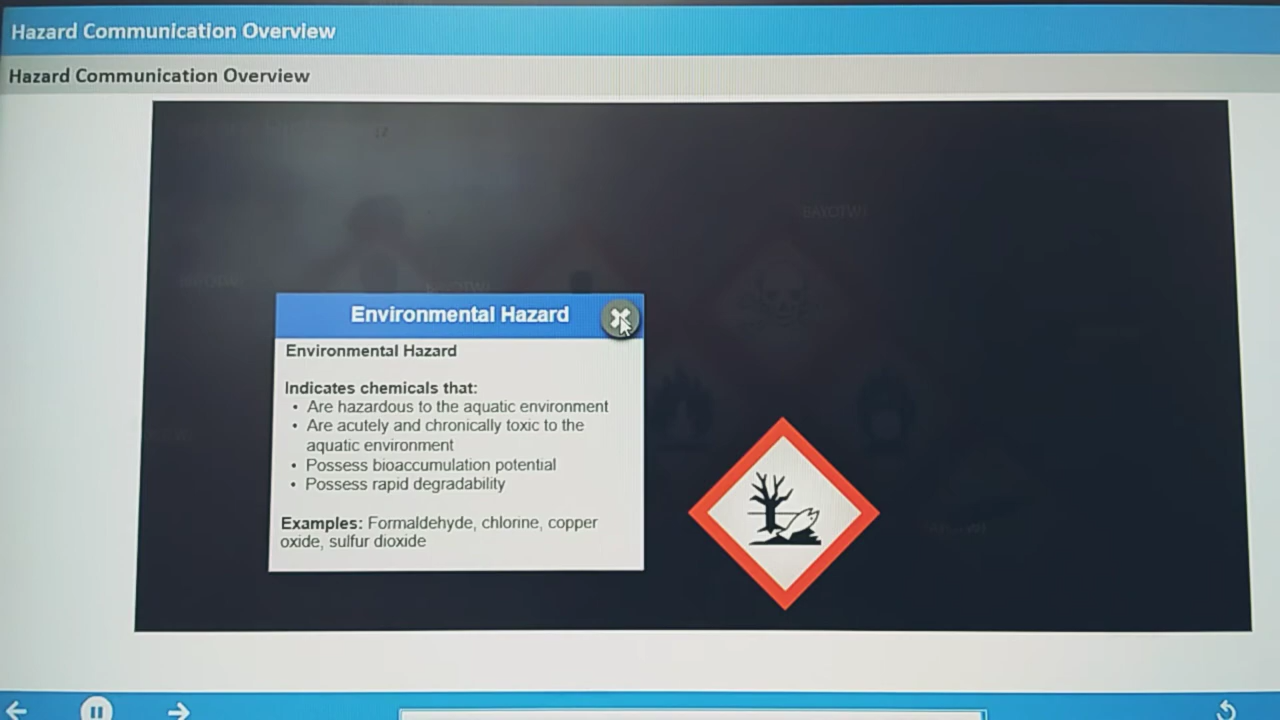 Hazard Communication Overview
Hazard Communication Overview
Environmental Hazard
Environmental Hazard
Indicates chemicals that:
• Are hazardous to the aquatic environment
• Are acutely and chronically toxic to the
aquatic environment
• Possess bioaccumulation potential
• Possess rapid degradability
Examples: Formaldehyde, chlorine, copper
oxide, sulfur dioxide